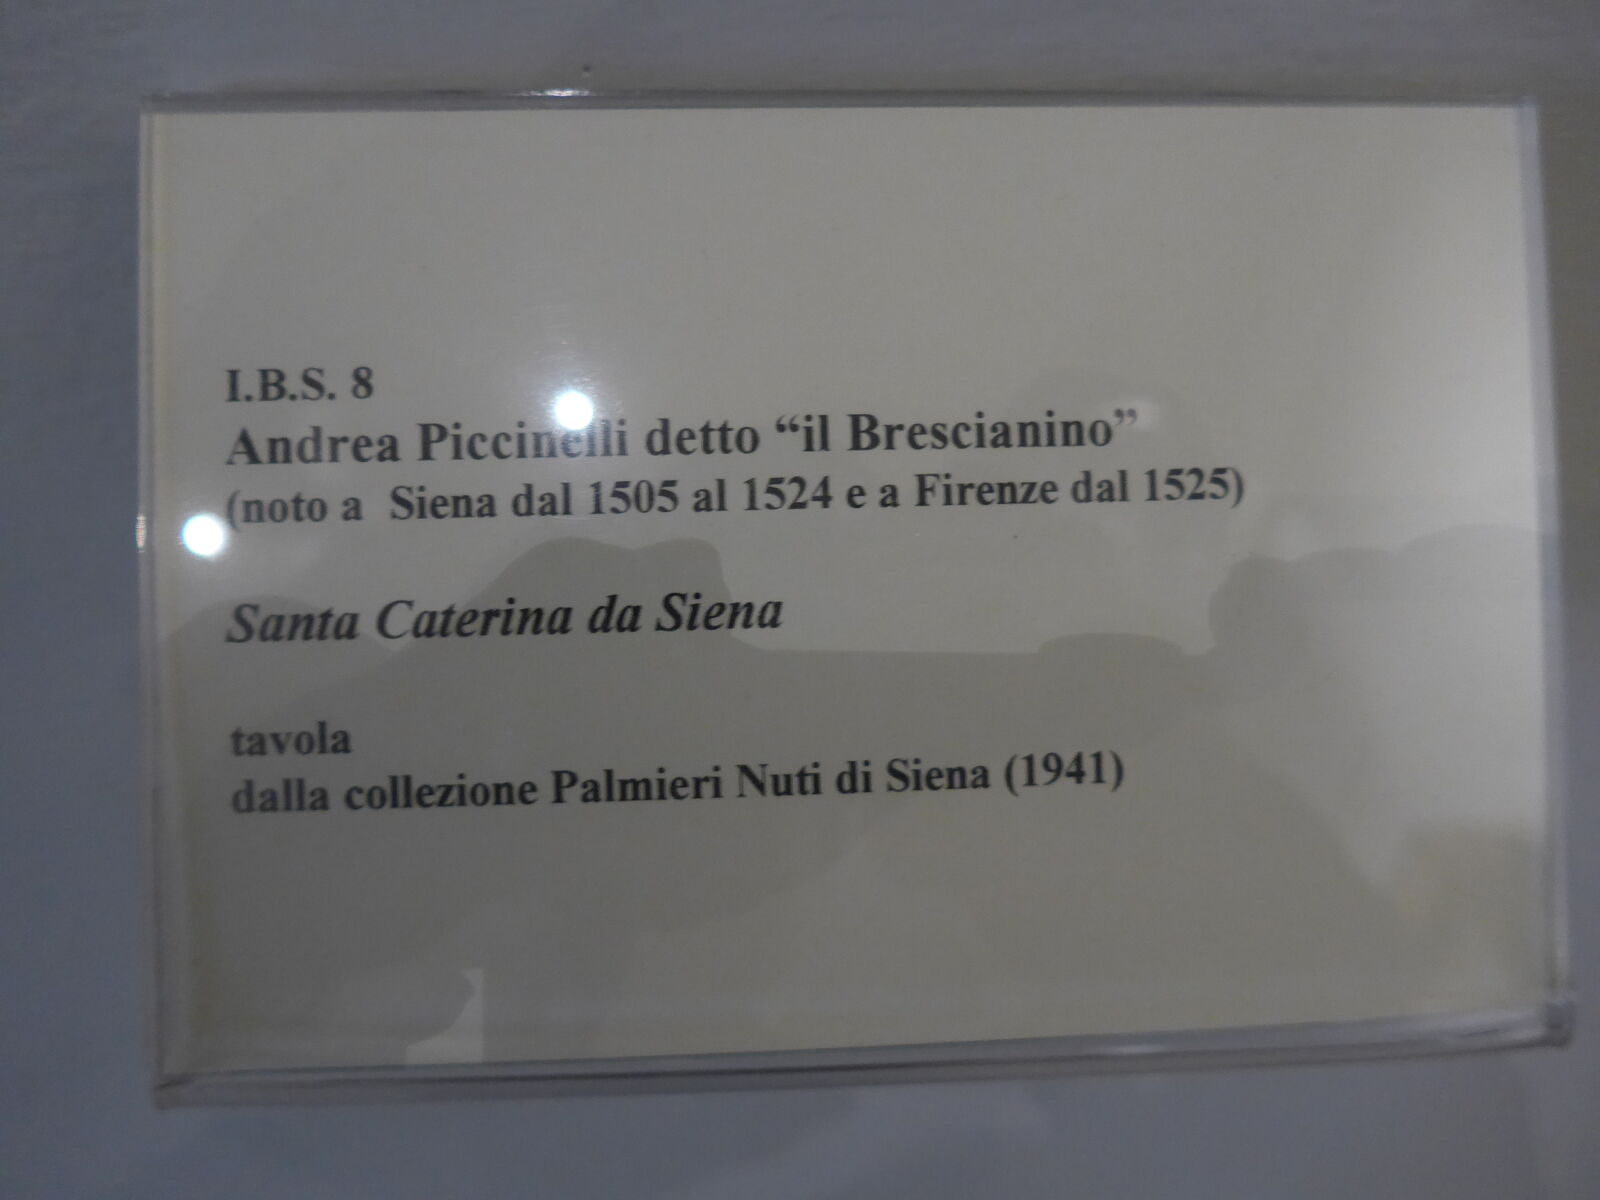 I.B.S. 8
Andrea Piccinelli detto “il Brescianino”
(noto a Siena dal 1505 al 1524 e a Firenze dal 1525)
Santa Caterina da Siena
tavola
dalla collezione Palmieri Nuti di Siena (1941)